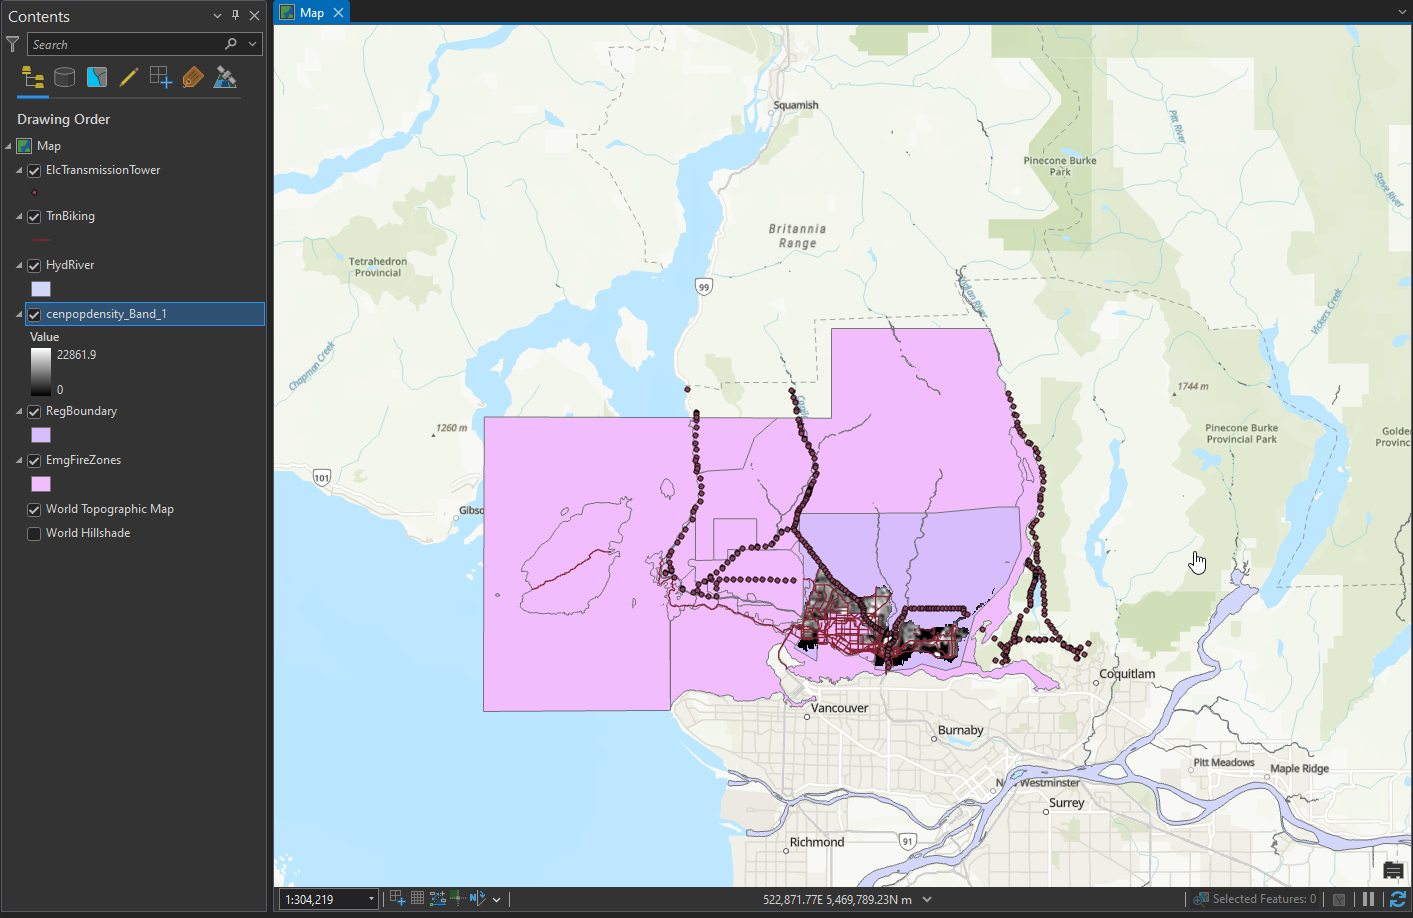 Contents
Map
Search
Drawing Order
Map
ElcTransmissionTower
TrnBiking
HydRiver
cenpopdensity_Band_1
Value
22861.9
0
RegBoundary
EmgFireZones
World Topographic Map
World Hillshade
Squamish
Pitt River
Pinecone Burke
Park
Stave River
Britannia
Range
Tetrahedron
Provincial
99
Indian River
Vickers Creek
Chapman Creek
1744 m
1260 m
Pinecone Burke
Provincial Park
Golden
Provinc
101
Gibso
Coquitlam
Vancouver
Burnaby
Pitt Meadows
Maple Ridge
N Westminster
Surrey
Richmond
91
1:304,219
522,871.77E 5,469,789.23N m
Selected Features: 0